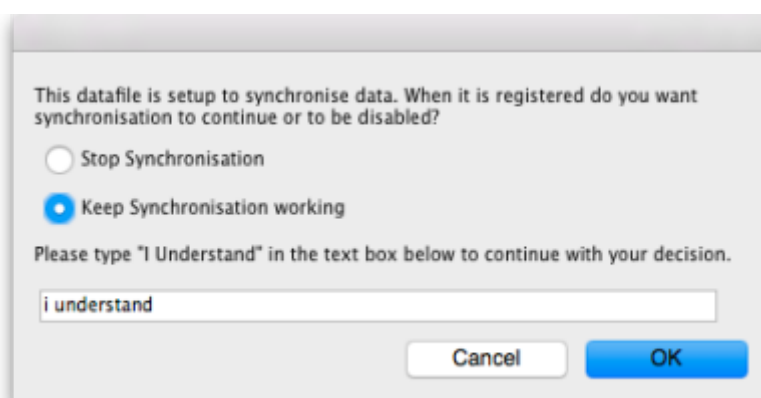 This datafile is setup to synchronise data. When it is registered do you want
synchronisation to continue or to be disabled?
Stop Synchronisation
Keep Synchronisation working
Please type "I Understand" in the text box below to continue with your decision.
i understand
Cancel OK